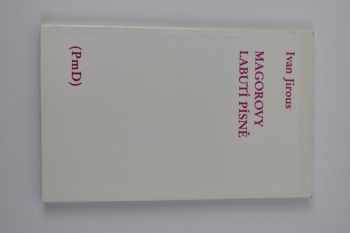 Ivan Jirous
MAGOROVY
LABUTÍ PÍSNĚ
(PmD)